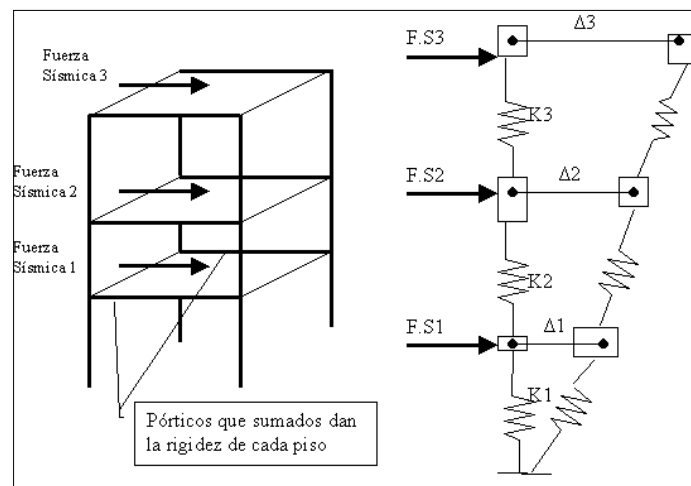 Fuerza
Sísmica 3
Fuerza
Sísmica 2
Fuerza
Sísmica 1
Pórticos que sumados dan
la rigidez de cada piso
F.S3
Δ3
K3
F.S2
Δ2
K2
F.S1
Δ1
K1